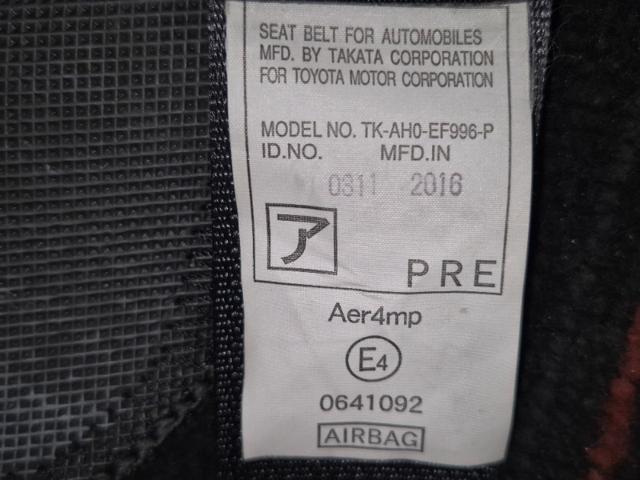 SEAT BELT FOR AUTOMOBILES
MFD. BY TAKATA CORPORATION
FOR TOYOTA MOTOR CORPORATION
MODEL NO. TK-AH0-EF996-P
ID.NO. MFD.IN
0311 2016
ア
PRE
Aer4mp
E4
0641092
AIRBAG